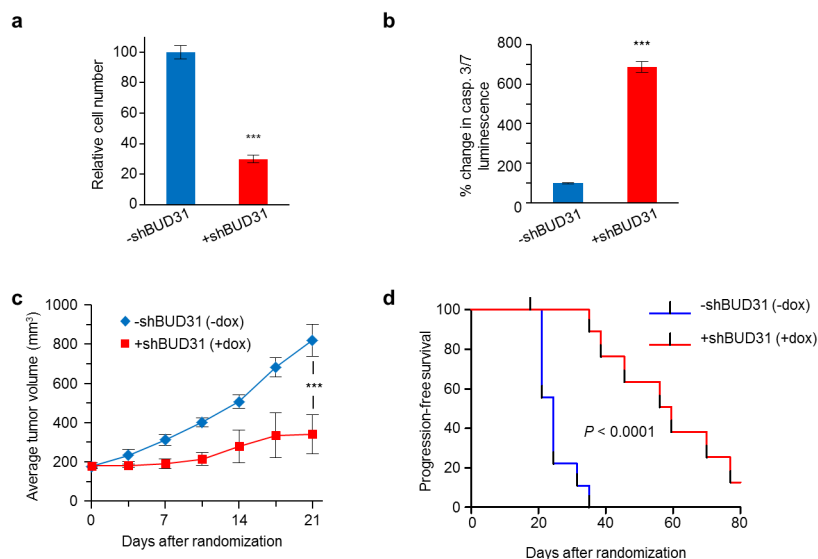 a
Relative cell number
100
80
60
40
20
0
***
-shBUD31
+shBUD31
b
% change in casp. 3/7
luminescence
800
600
400
200
100
0
***
-shBUD31
+shBUD31
c
Average tumor volume (mm³)
1000
800
600
400
200
0
-shBUD31 (-dox)
+shBUD31 (+dox)
***
0
7
14
21
Days after randomization
d
Progression-free survival
100
80
60
40
20
0
-shBUD31 (-dox)
+shBUD31 (+dox)
P < 0.0001
0
20
40
60
80
Days after randomization